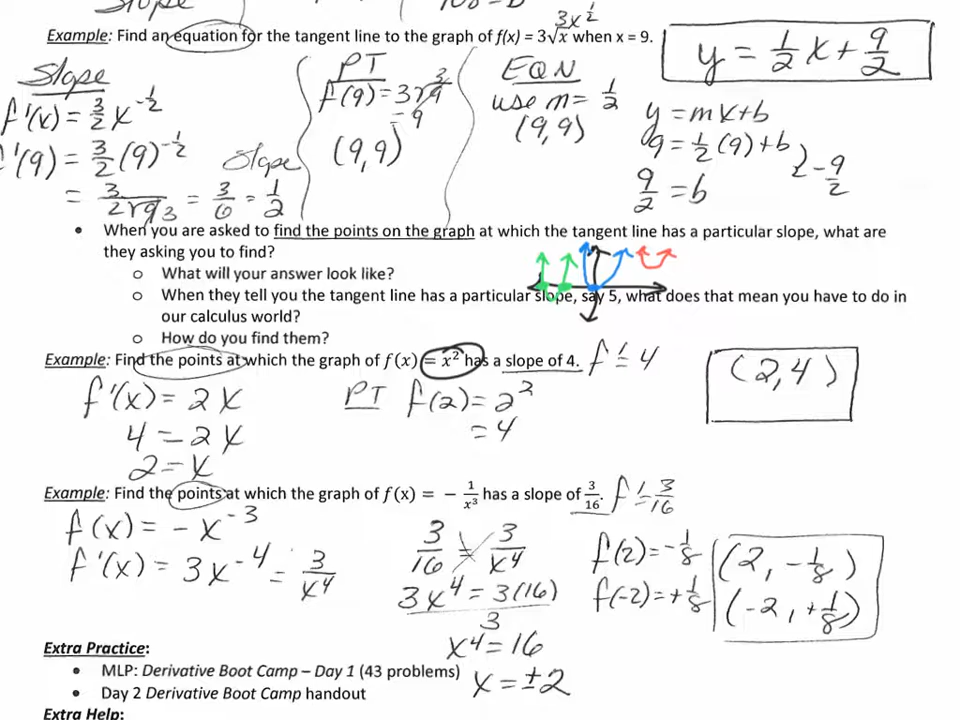 Slope
3x^½
Example: Find an equation for the tangent line to the graph of f(x) = 3√x when x = 9.
y = ½ x + 9/2
Slope
f'(x) = 3/2 x^-½
'(9) = 3/2 (9)^-½
= 3/2√9 3 = 3/6 = 1/2
Slope
PT
f(9) = 3√9 3
= 9
(9,9)
EQN
use m = ½
(9,9)
y = mx + b
9 = ½ (9) + b
- 9/2
9/2 = b
• When you are asked to find the points on the graph at which the tangent line has a particular slope, what are
they asking you to find?
o What will your answer look like?
o When they tell you the tangent line has a particular slope, say 5, what does that mean you have to do in
our calculus world?
o How do you find them?
Example: Find the points at which the graph of f(x) = x² has a slope of 4. f' = 4
(2,4)
f'(x) = 2x
4 = 2x
2 = x
PT f(2) = 2²
= 4
Example: Find the points at which the graph of f(x) = − 1/x³ has a slope of 3/16. f' = 3/16
f(x) = -x^-3
f'(x) = 3x^-4 = 3/x⁴
3/16 = 3/x⁴
3x⁴ = 3(16)
3
x⁴ = 16
x = ±2
f(2) = -1/8
f(-2) = +1/8
(2, -1/8)
(-2, +1/8)
Extra Practice:
• MLP: Derivative Boot Camp – Day 1 (43 problems)
• Day 2 Derivative Boot Camp handout
Extra Help: